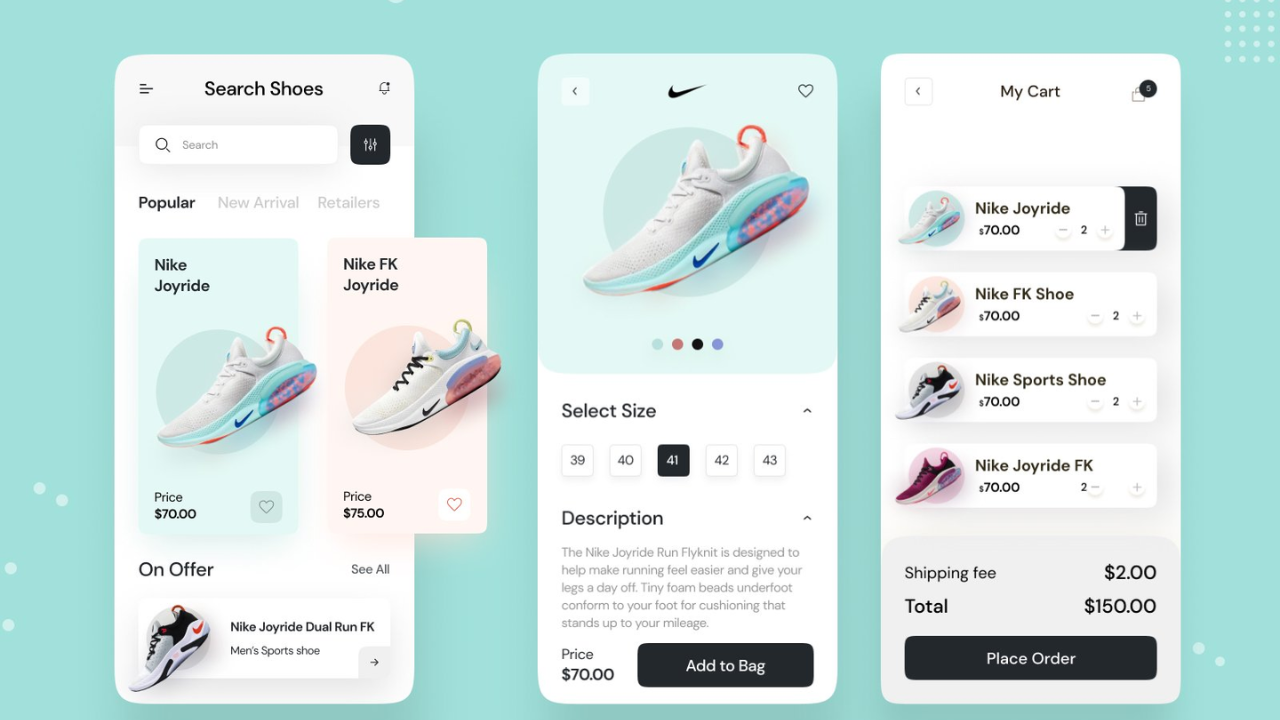 Search Shoes
Search
Popular
New Arrival
Retailers
Nike
Joyride
Price
$70.00
Nike FK
Joyride
Price
$75.00
On Offer
See All
Nike Joyride Dual Run FK
Men's Sports shoe
Select Size
39
40
41
42
43
Description
The Nike Joyride Run Flyknit is designed to
help make running feel easier and give your
legs a day off. Tiny foam beads underfoot
conform to your foot for cushioning that
stands up to your mileage.
Price
$70.00
Add to Bag
My Cart
5
Nike Joyride
$70.00
2
Nike FK Shoe
$70.00
2
Nike Sports Shoe
$70.00
2
Nike Joyride FK
$70.00
2
Shipping fee
$2.00
Total
$150.00
Place Order